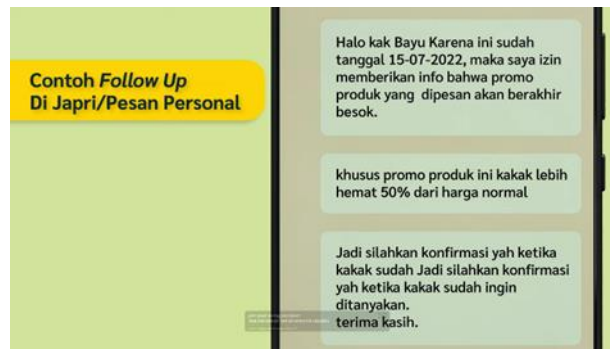 Contoh Follow Up
Di Japri/Pesan Personal
Halo kak Bayu Karena ini sudah
tanggal 15-07-2022, maka saya izin
memberikan info bahwa promo
produk yang dipesan akan berakhir
besok.
khusus promo produk ini kakak lebih
hemat 50% dari harga normal
Jadi silahkan konfirmasi yah ketika
kakak sudah Jadi silahkan konfirmasi
yah ketika kakak sudah ingin
ditanyakan.
terima kasih.